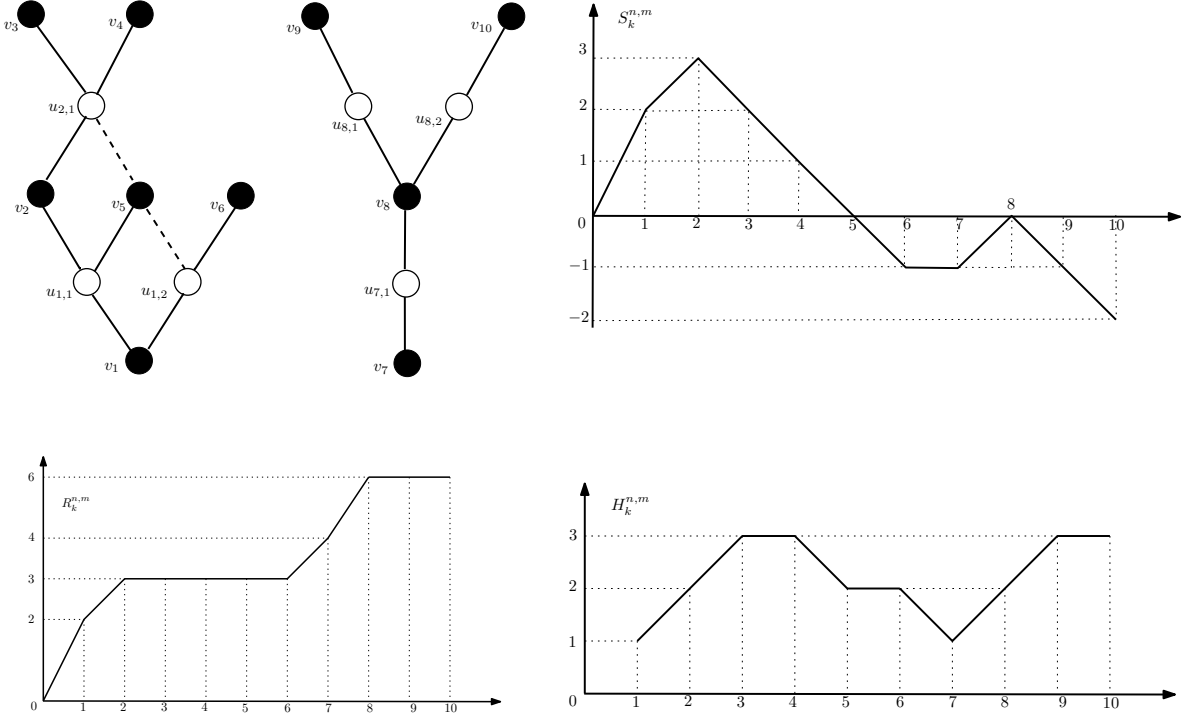 v₃ v₄
u₂,₁
v₂ v₅ v₆
u₁,₁ u₁,₂
v₁
v₉ v₁₀
u₈,₁ u₈,₂
v₈
u₇,₁
v₇
Sₖⁿ,ᵐ
3
2
1
0 1 2 3 4 5 6 7 8 9 10
−1
−2
Rₖⁿ,ᵐ
6
4
3
2
0 1 2 3 4 5 6 7 8 9 10
Hₖⁿ,ᵐ
3
2
1
0 1 2 3 4 5 6 7 8 9 10